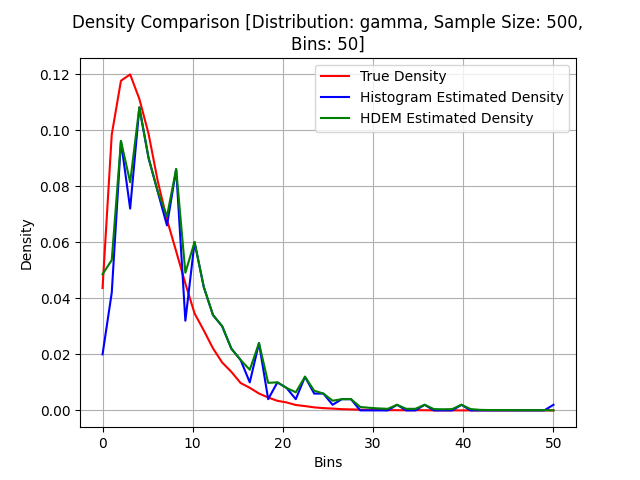 Density Comparison [Distribution: gamma, Sample Size: 500,
Bins: 50]
True Density
Histogram Estimated Density
HDEM Estimated Density
Density
0.12
0.10
0.08
0.06
0.04
0.02
0.00
0 10 20 30 40 50
Bins